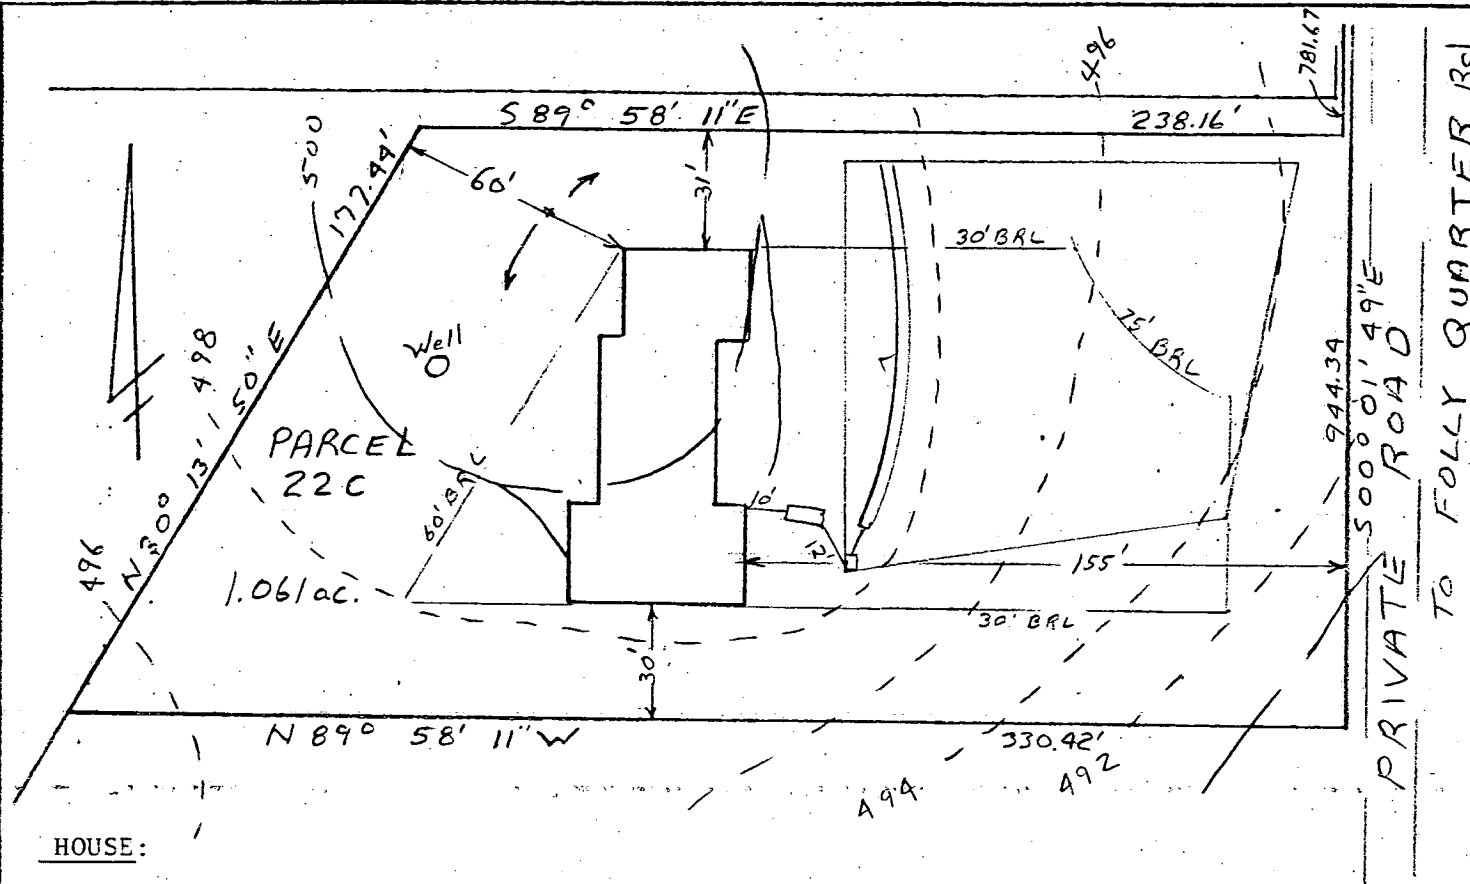 781.67
496
S 89° 58' 11" E
238.16'
500
177.44'
60'
31'
30' BRL
75'
BRL
Well
498
N 30° 13' 50" E
PARCEL
22C
60' BRL
10'
12'
155'
944.34
S 00° 01' 49" E
PRIVATE ROAD
TO FOLLY QUARTER Rd
496
1.061 ac.
30' BRL
30'
N 89° 58' 11" W
330.42'
494
492
HOUSE: